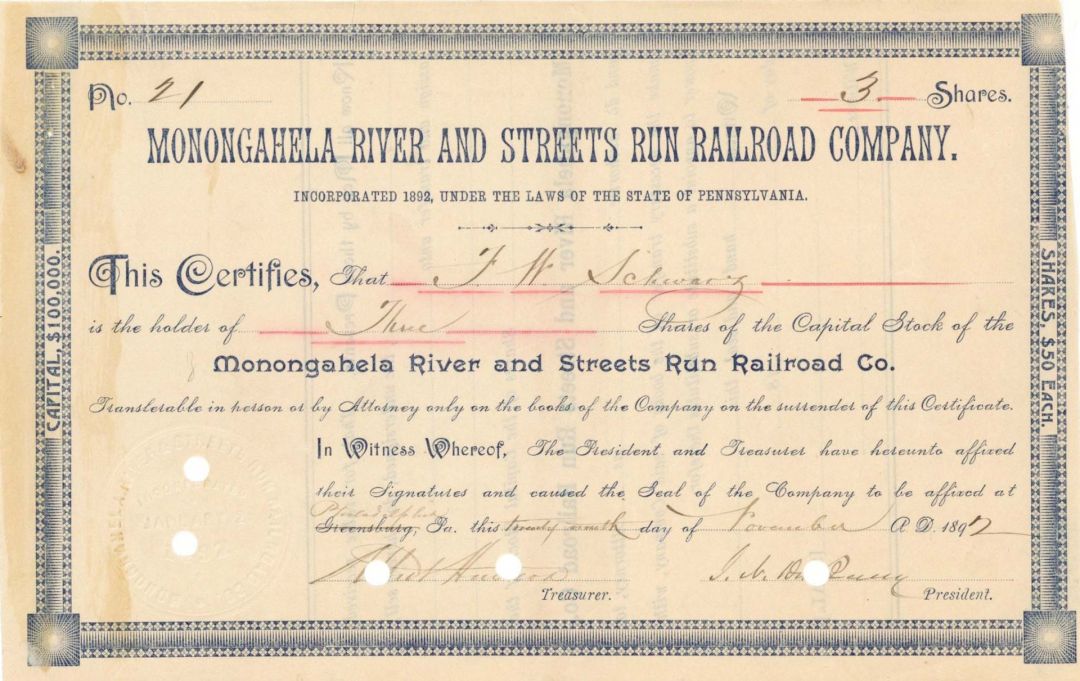 No. 21 3 Shares.
MONONGAHELA RIVER AND STREETS RUN RAILROAD COMPANY.
INCORPORATED 1892, UNDER THE LAWS OF THE STATE OF PENNSYLVANIA.
This Certifies, That F. W. Schwarz
is the holder of Three Shares of the Capital Stock of the
Monongahela River and Streets Run Railroad Co.
Transferable in person or by Attorney only on the books of the Company on the surrender of this Certificate.
In Witness Whereof, The President and Treasurer have hereunto affixed
their Signatures and caused the Seal of the Company to be affixed at
Greensburg, Pa. this twenty ninth day of November A. D. 1892
Treasurer. President.
CAPITAL, $100,000.
SHARES, $50 EACH.